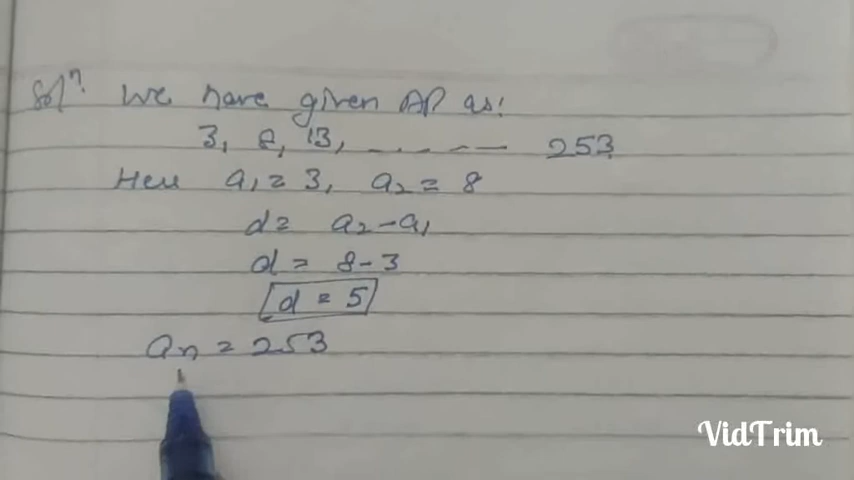 Solⁿ. We have given AP as:
3, 8, 13, ------ 253
Here a₁ = 3, a₂ = 8
d = a₂ - a₁
d = 8 - 3
d = 5
an = 253
VidTrim